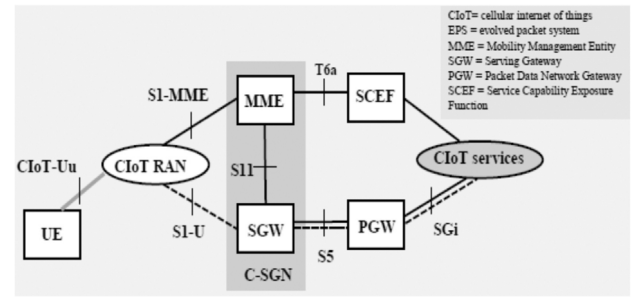 CIoT= cellular internet of things
EPS = evolved packet system
MME = Mobility Management Entity
SGW = Serving Gateway
PGW = Packet Data Network Gateway
SCEF = Service Capability Exposure
Function
T6a
S1-MME
MME
SCEF
CIoT-Uu
CIoT RAN
S11
CIoT services
UE
S1-U
SGW
PGW
SGi
S5
C-SGN